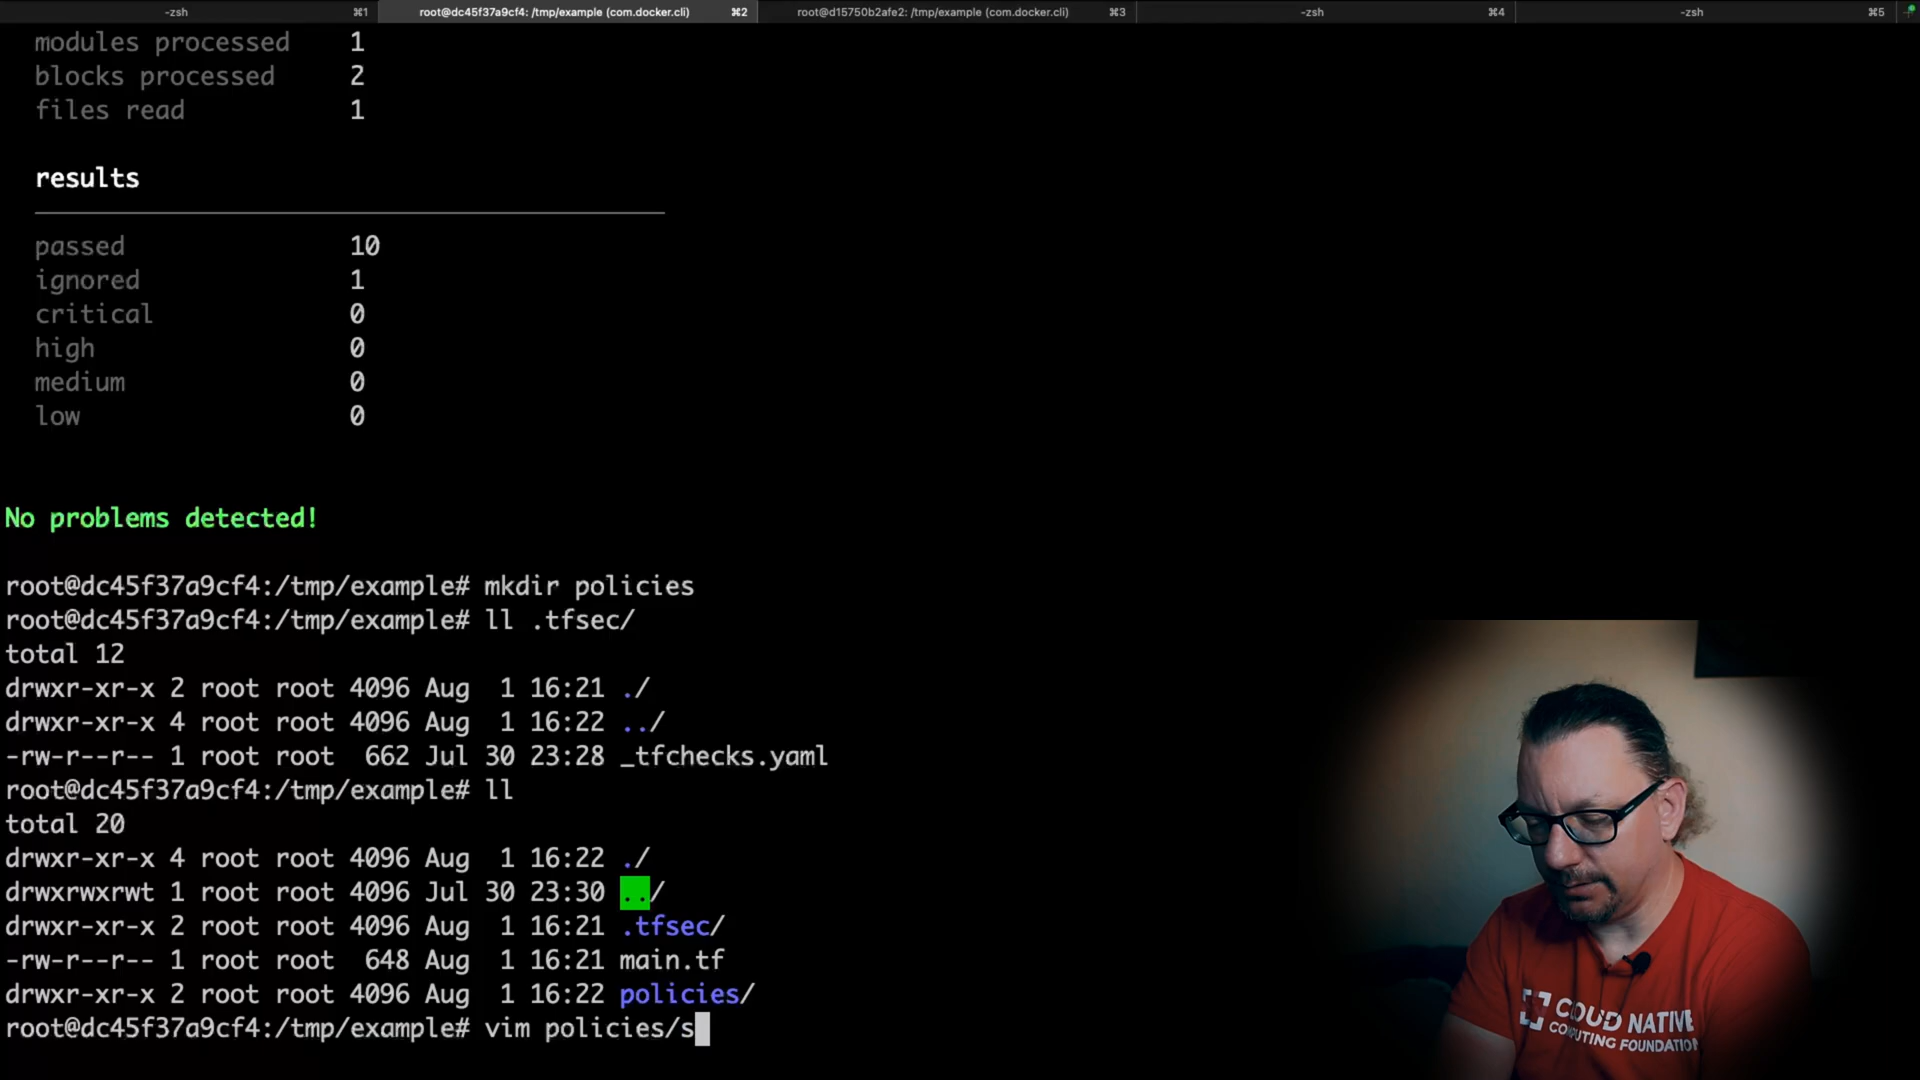 -zsh ⌘1 root@dc45f37a9cf4: /tmp/example (com.docker.cli) ⌘2 root@d15750b2afe2: /tmp/example (com.docker.cli) ⌘3 -zsh ⌘4 -zsh ⌘5
modules processed 1
blocks processed 2
files read 1
results
passed 10
ignored 1
critical 0
high 0
medium 0
low 0
No problems detected!
root@dc45f37a9cf4:/tmp/example# mkdir policies
root@dc45f37a9cf4:/tmp/example# ll .tfsec/
total 12
drwxr-xr-x 2 root root 4096 Aug  1 16:21 ./
drwxr-xr-x 4 root root 4096 Aug  1 16:22 ../
-rw-r--r-- 1 root root  662 Jul 30 23:28 _tfchecks.yaml
root@dc45f37a9cf4:/tmp/example# ll
total 20
drwxr-xr-x 4 root root 4096 Aug  1 16:22 ./
drwxrwxrwt 1 root root 4096 Jul 30 23:30 ../
drwxr-xr-x 2 root root 4096 Aug  1 16:21 .tfsec/
-rw-r--r-- 1 root root  648 Aug  1 16:21 main.tf
drwxr-xr-x 2 root root 4096 Aug  1 16:22 policies/
root@dc45f37a9cf4:/tmp/example# vim policies/s
CLOUD NATIVE
COMPUTING FOUNDATION